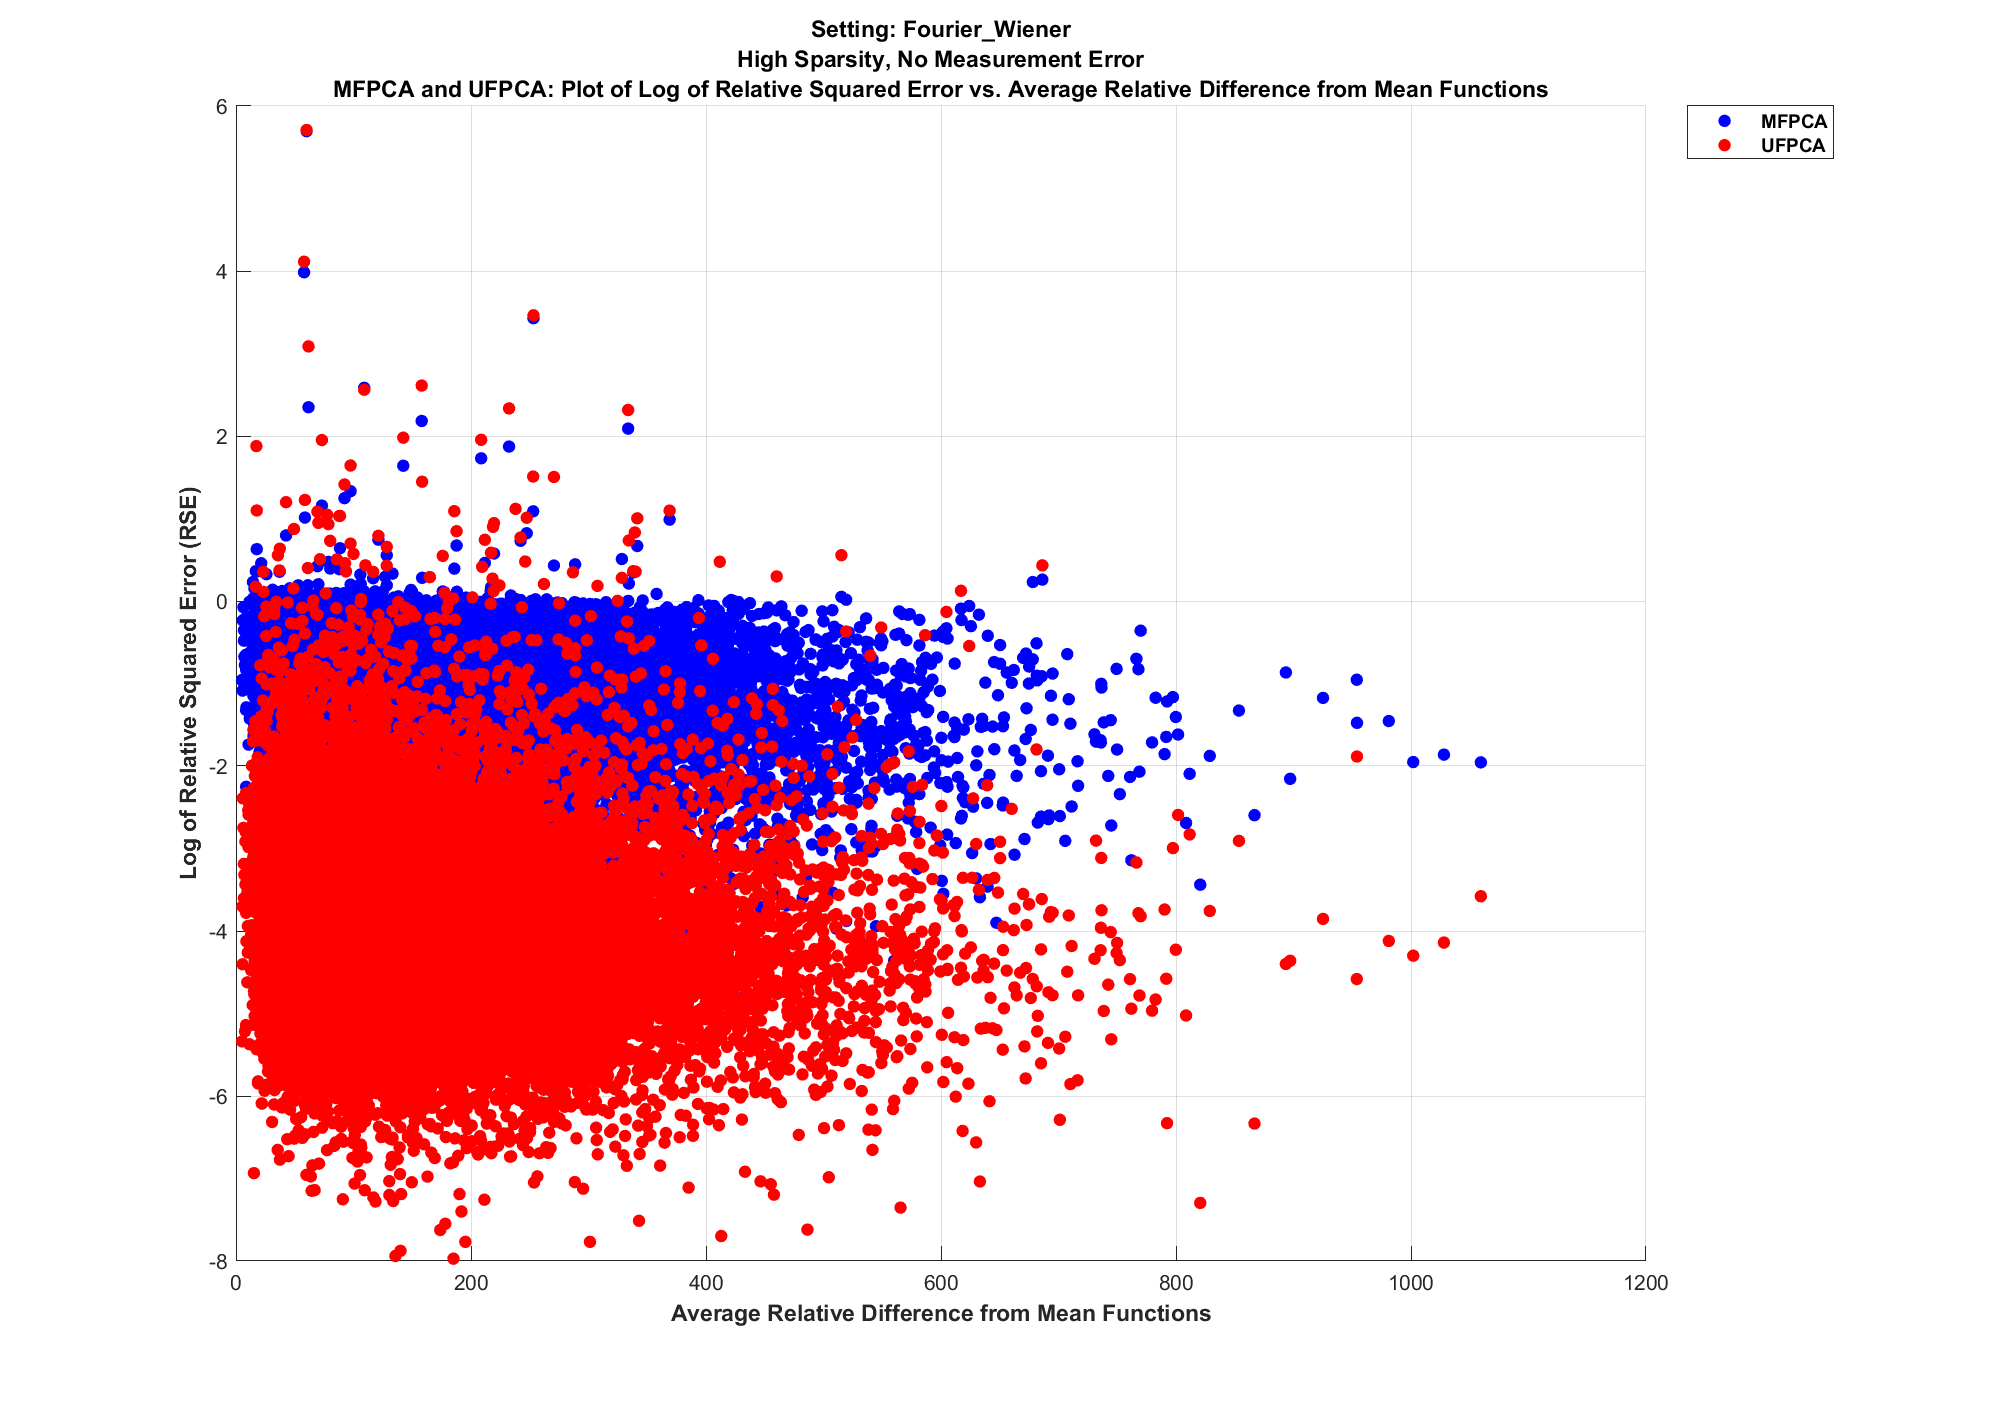 Setting: Fourier_Wiener
High Sparsity, No Measurement Error
MFPCA and UFPCA: Plot of Log of Relative Squared Error vs. Average Relative Difference from Mean Functions
MFPCA
UFPCA
Log of Relative Squared Error (RSE)
6
4
2
0
-2
-4
-6
-8
0
200
400
600
800
1000
1200
Average Relative Difference from Mean Functions